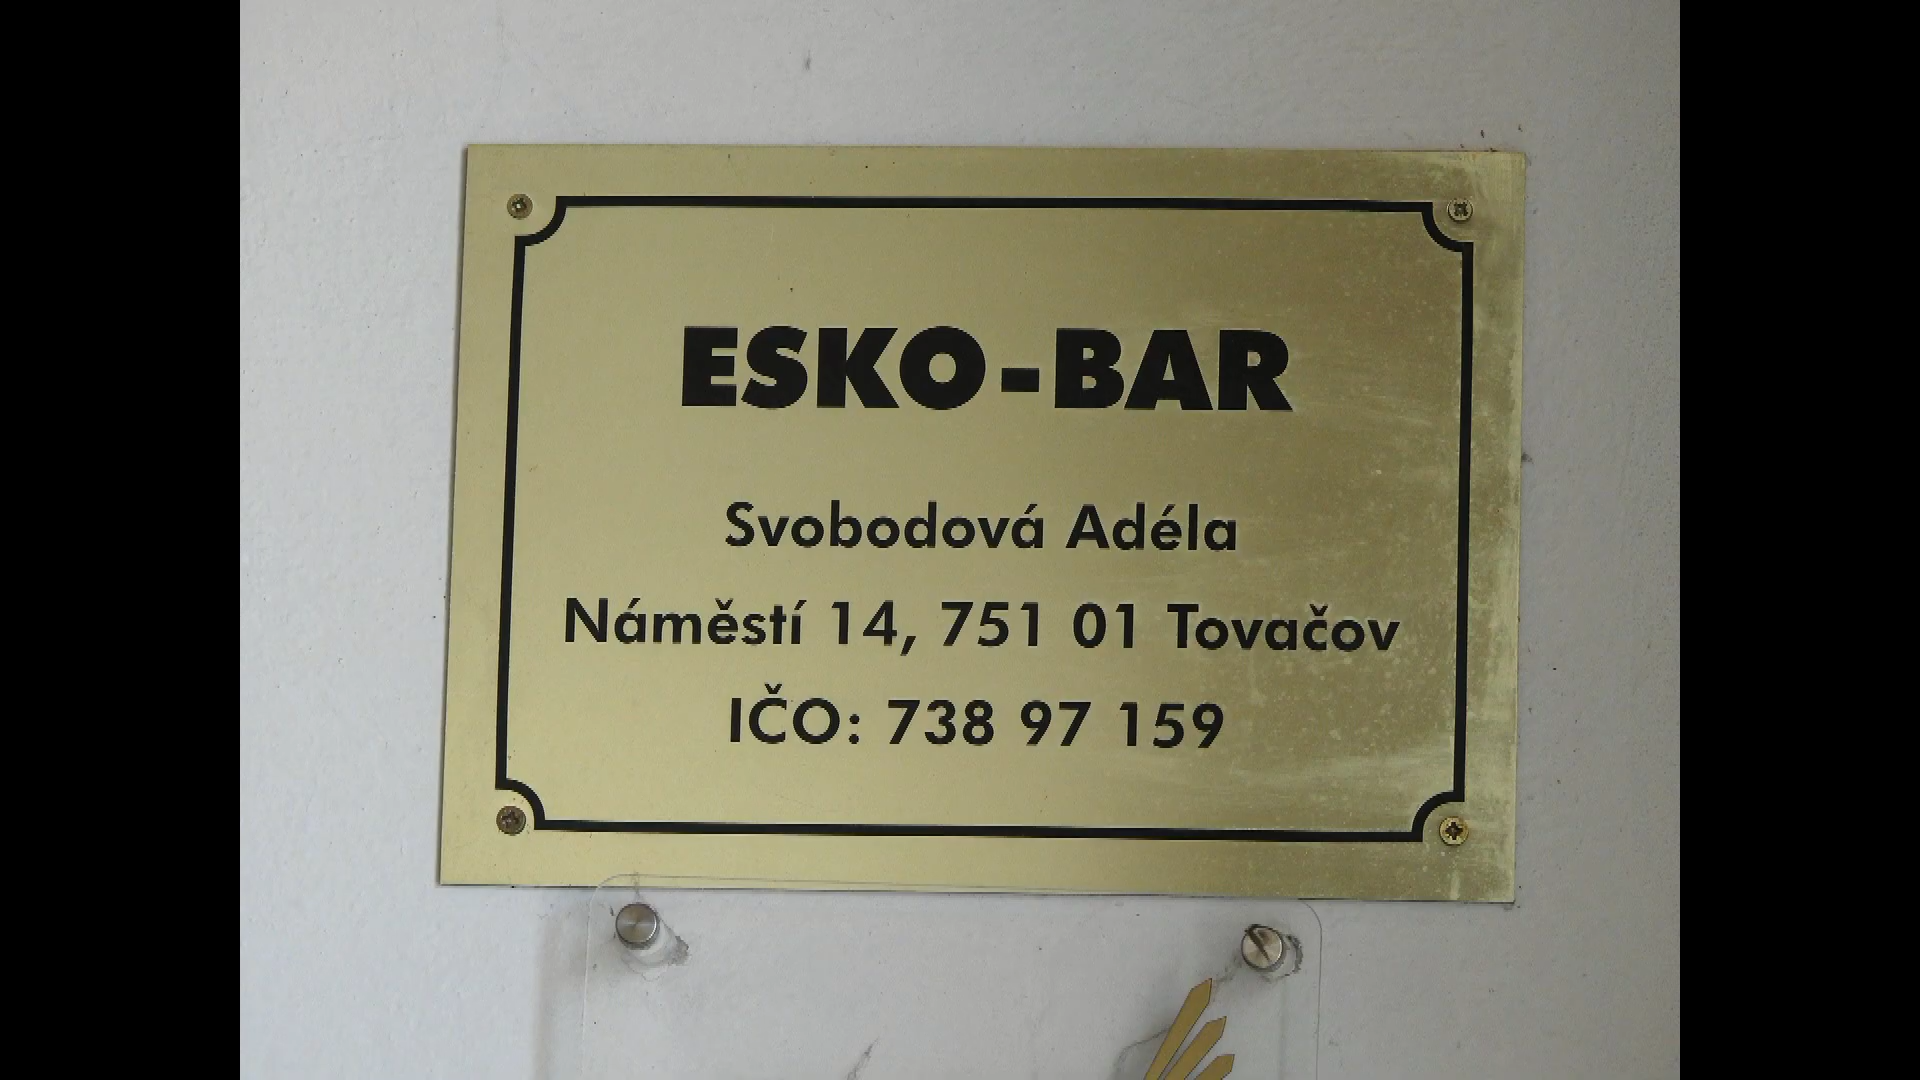 ESKO-BAR
Svobodová Adéla
Náměstí 14, 751 01 Tovačov
IČO: 738 97 159